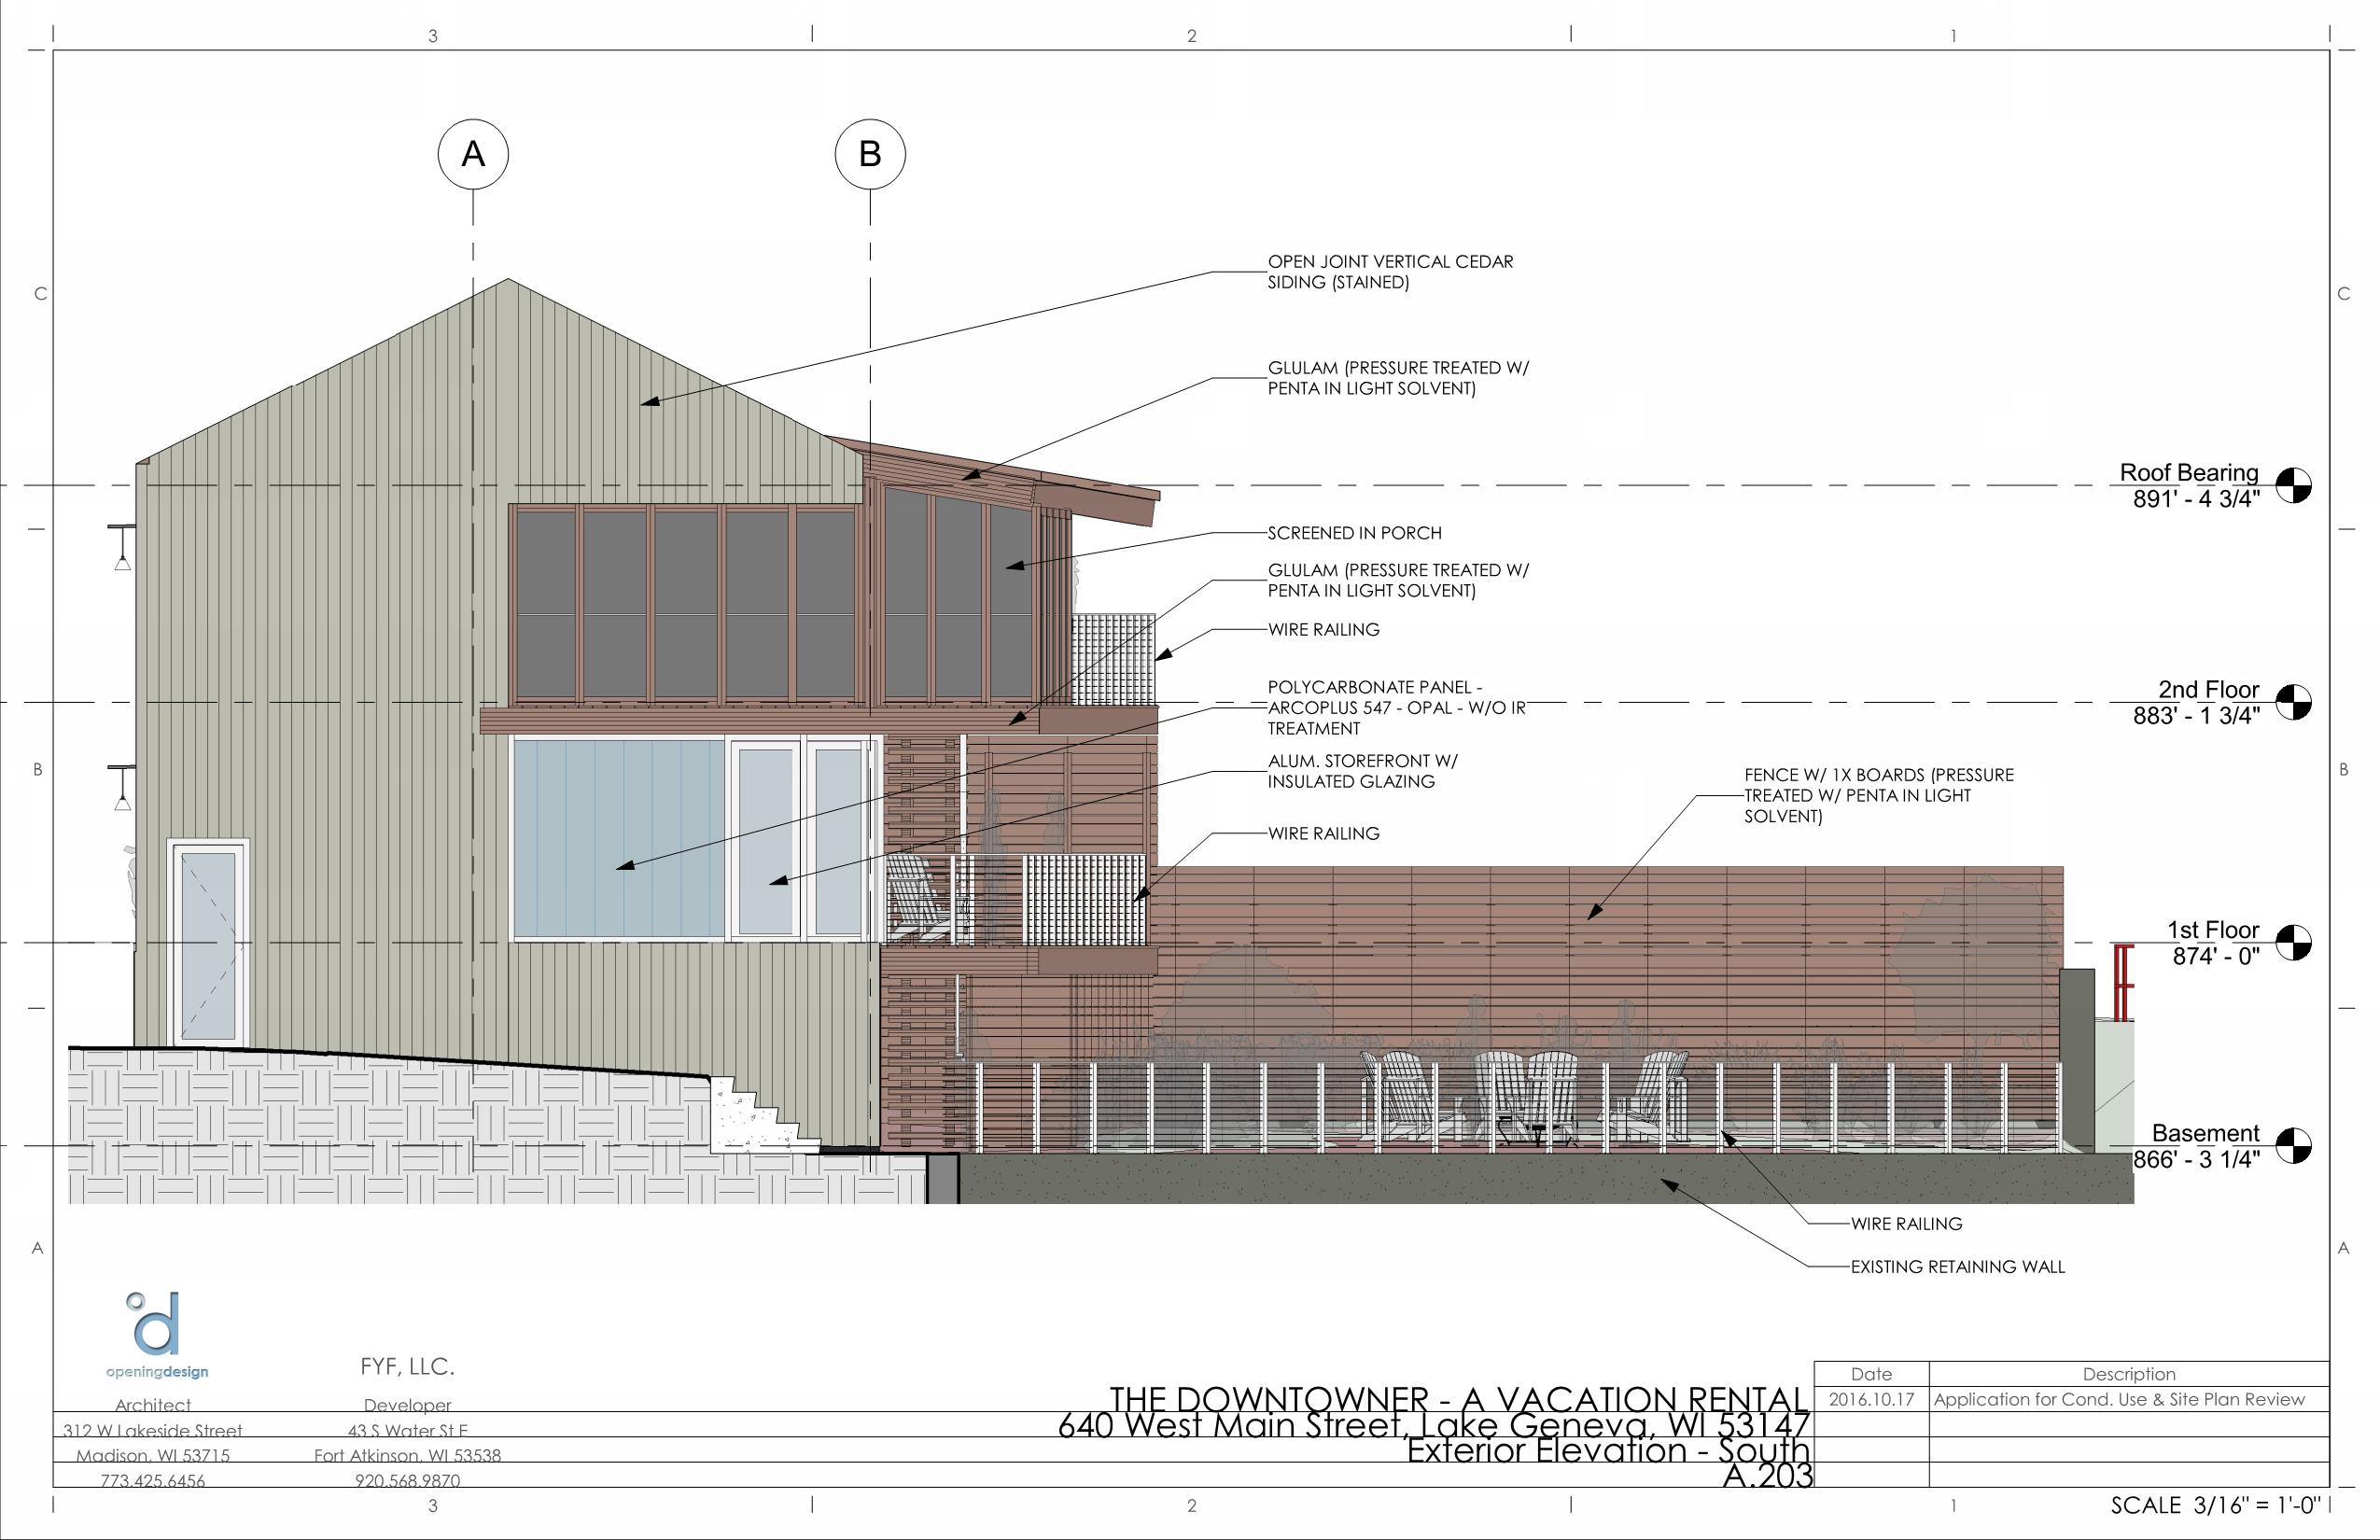 3
2
1
A
B
C
C
OPEN JOINT VERTICAL CEDAR
SIDING (STAINED)
GLULAM (PRESSURE TREATED W/
PENTA IN LIGHT SOLVENT)
Roof Bearing
891' - 4 3/4"
SCREENED IN PORCH
GLULAM (PRESSURE TREATED W/
PENTA IN LIGHT SOLVENT)
WIRE RAILING
POLYCARBONATE PANEL -
ARCOPLUS 547 - OPAL - W/O IR
TREATMENT
2nd Floor
883' - 1 3/4"
ALUM. STOREFRONT W/
INSULATED GLAZING
B
B
FENCE W/ 1X BOARDS (PRESSURE
TREATED W/ PENTA IN LIGHT
SOLVENT)
WIRE RAILING
1st Floor
874' - 0"
Basement
866' - 3 1/4"
WIRE RAILING
A
A
EXISTING RETAINING WALL
openingdesign
Architect
312 W Lakeside Street
Madison, WI 53715
773.425.6456
FYF, LLC.
Developer
43 S Water St E
Fort Atkinson, WI 53538
920.568.9870
THE DOWNTOWNER - A VACATION RENTAL
640 West Main Street, Lake Geneva, WI 53147
Exterior Elevation - South
A.203
Date
Description
2016.10.17
Application for Cond. Use & Site Plan Review
3
2
1
SCALE 3/16" = 1'-0"